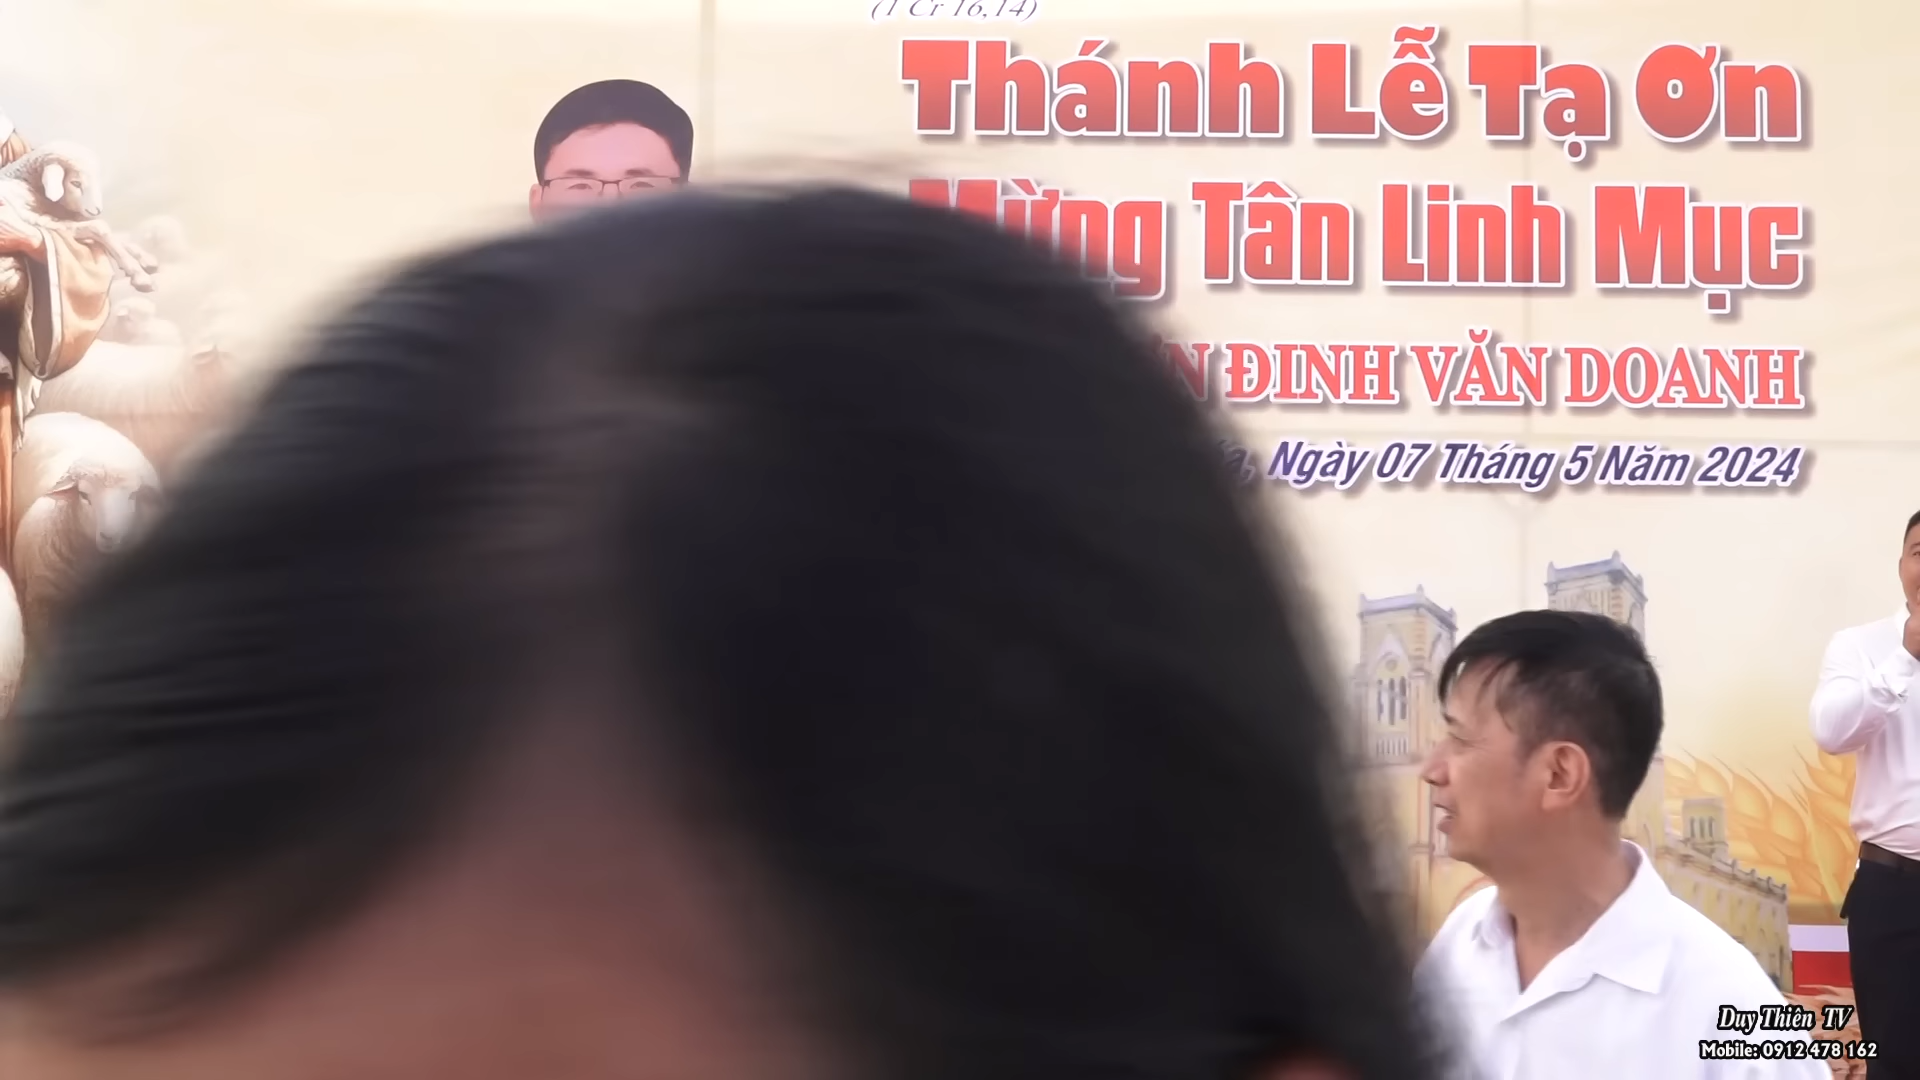 (1 Cr 16,14)
Thánh Lễ Tạ Ơn
Mừng Tân Linh Mục
ĐINH VĂN DOANH
Ngày 07 Tháng 5 Năm 2024
Duy Thiên TV
Mobile: 0912 478 162